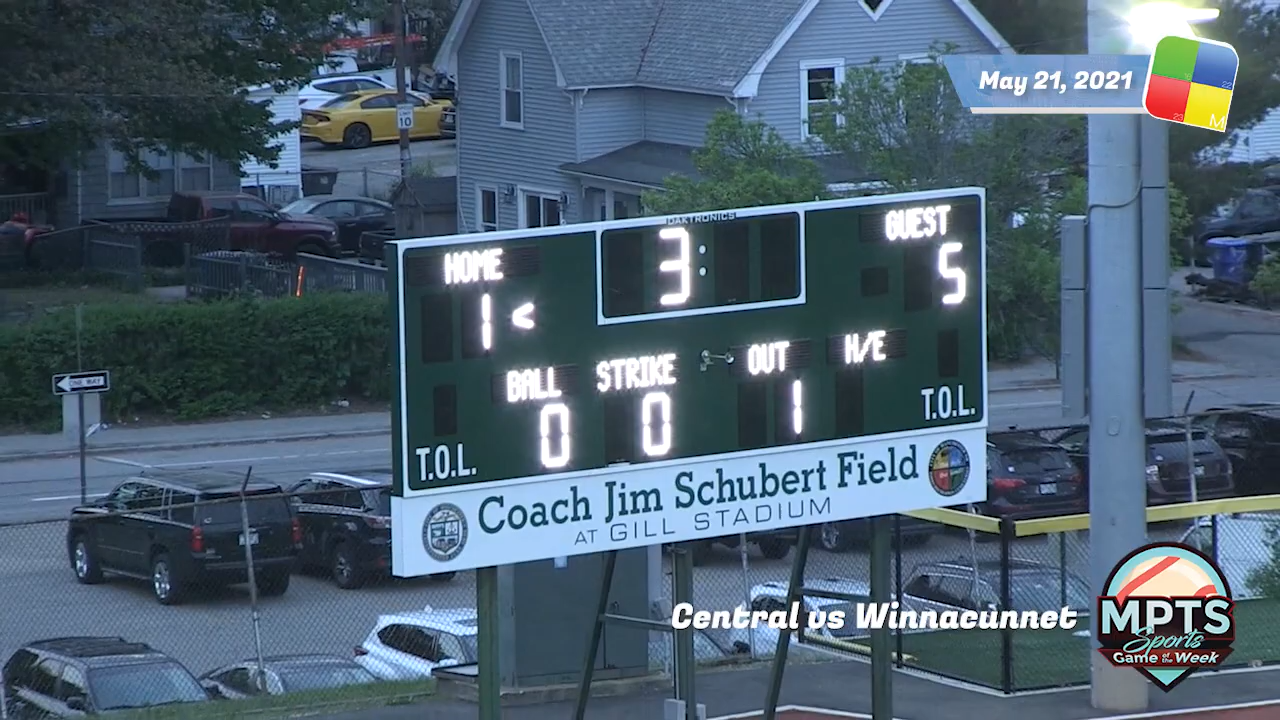 May 21, 2021
M
LIMIT
10
DAKTRONICS
HOME
3:
GUEST
1 <
5
BALL STRIKE OUT H/E
0 0 1
T.O.L.
T.O.L.
Coach Jim Schubert Field
AT GILL STADIUM
ONE WAY
Central vs Winnacunnet
MPTS
Sports
Game of the Week